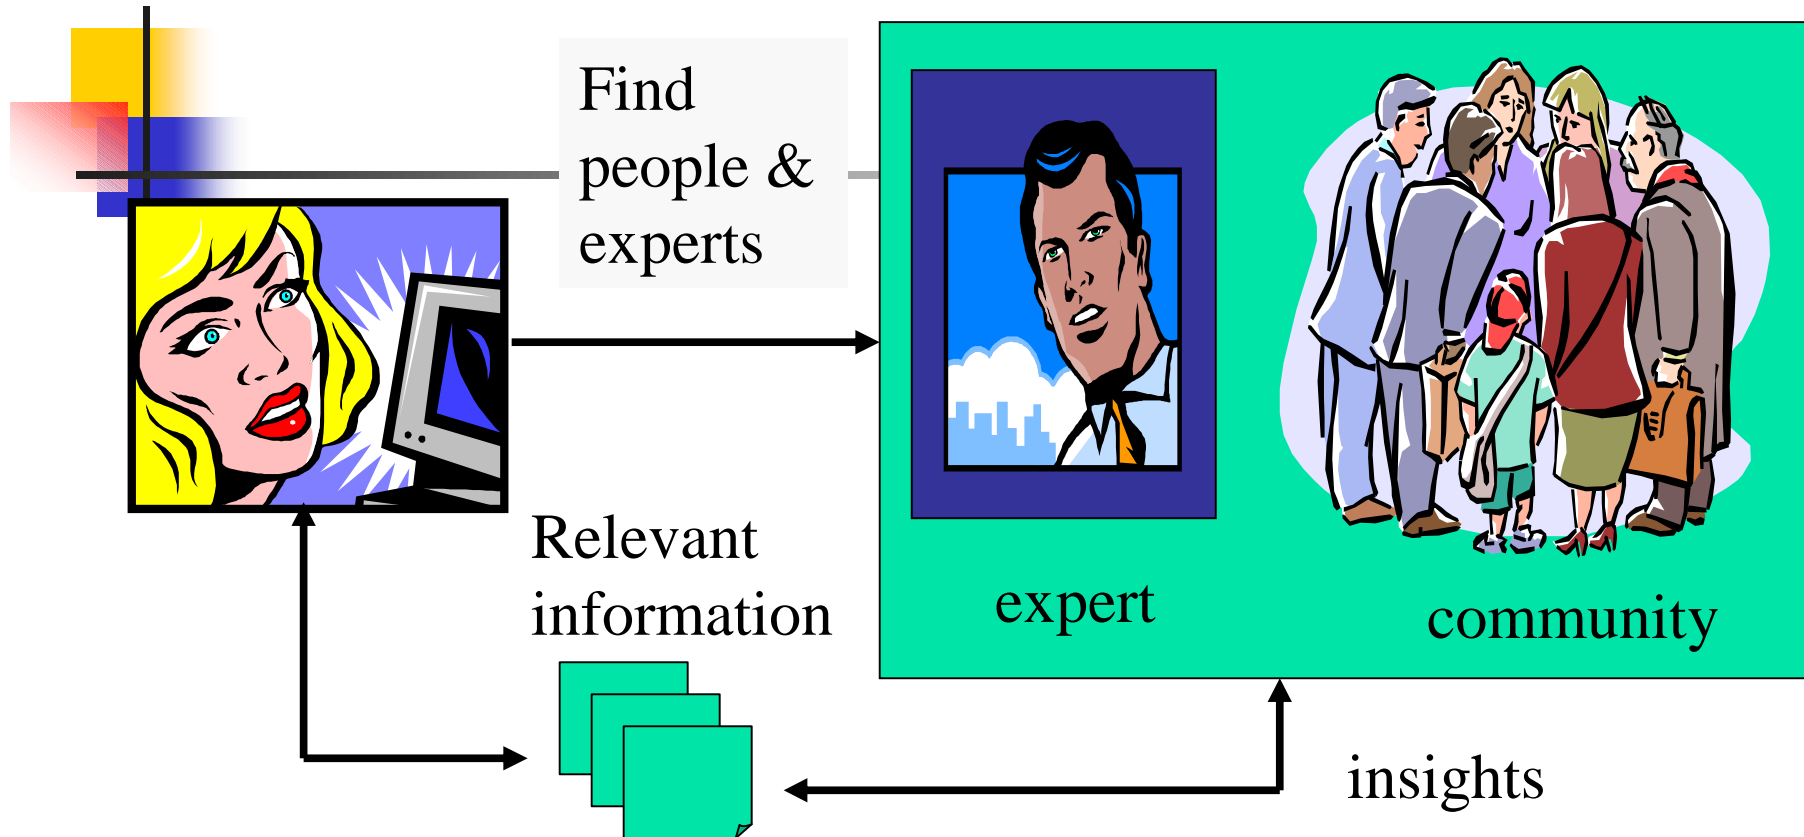 Find
people &
experts
Relevant
information
expert
community
insights